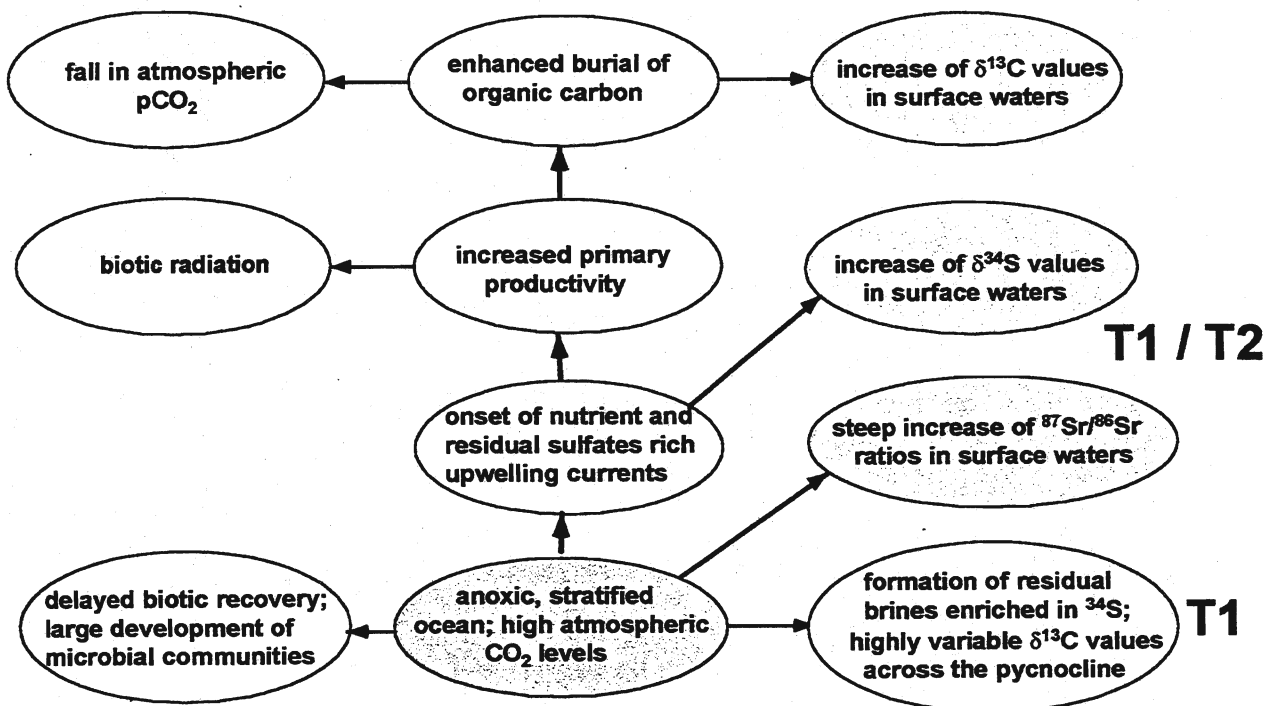 fall in atmospheric
pCO₂
enhanced burial of
organic carbon
increase of δ¹³C values
in surface waters
biotic radiation
increased primary
productivity
increase of δ³⁴S values
in surface waters
T1 / T2
onset of nutrient and
residual sulfates rich
upwelling currents
steep increase of ⁸⁷Sr/⁸⁶Sr
ratios in surface waters
delayed biotic recovery;
large development of
microbial communities
anoxic, stratified
ocean; high atmospheric
CO₂ levels
formation of residual
brines enriched in ³⁴S;
highly variable δ¹³C values
across the pycnocline
T1